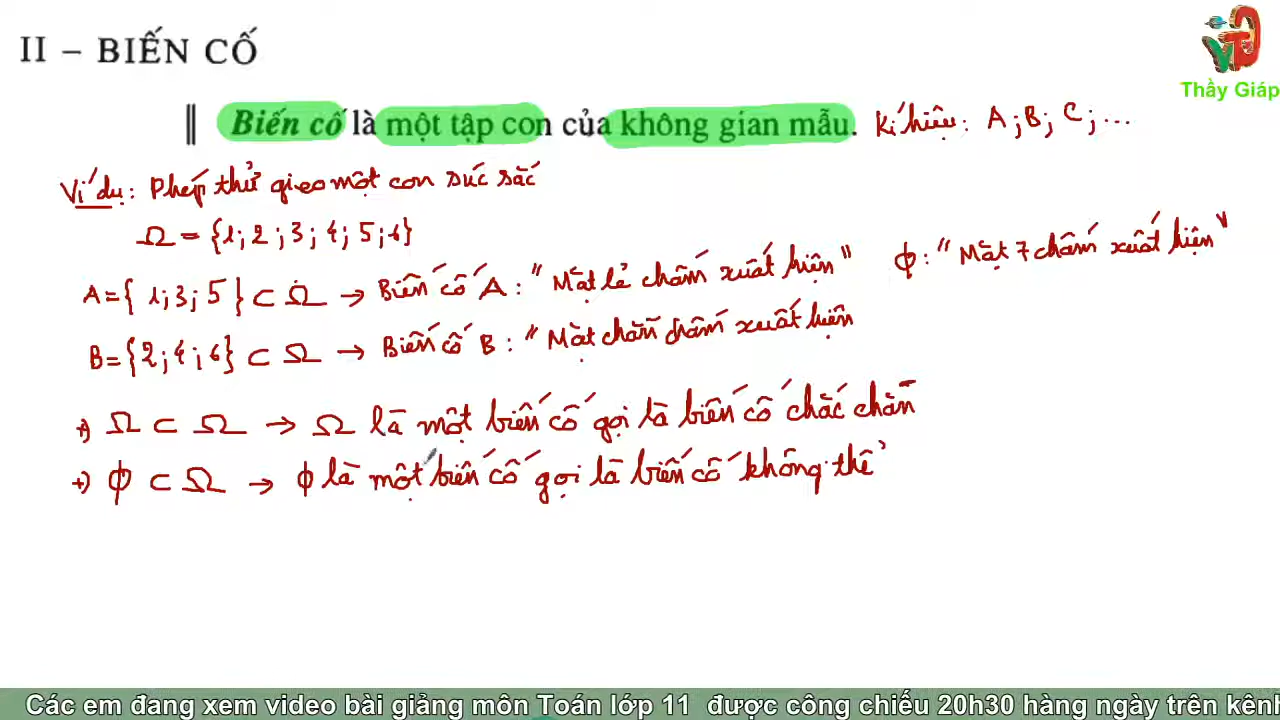 II – BIẾN CỐ
Thầy Giáp
Biến cố là một tập con của không gian mẫu. Kí hiệu: A; B; C; ...
Ví dụ: Phép thử gieo một con súc sắc
Ω = {1; 2; 3; 4; 5; 6}
A = { 1; 3; 5 } ⊂ Ω → Biến cố A: " Mặt lẻ chấm xuất hiện " ϕ: " Mặt 7 chấm xuất hiện "
B = {2; 4; 6} ⊂ Ω → Biến cố B: " Mặt chẵn chấm xuất hiện
+) Ω ⊂ Ω → Ω là một biến cố gọi là biến cố chắc chắn
+) ϕ ⊂ Ω → ϕ là một biến cố gọi là biến cố không thể
Các em đang xem video bài giảng môn Toán lớp 11 được công chiếu 20h30 hàng ngày trên kênh